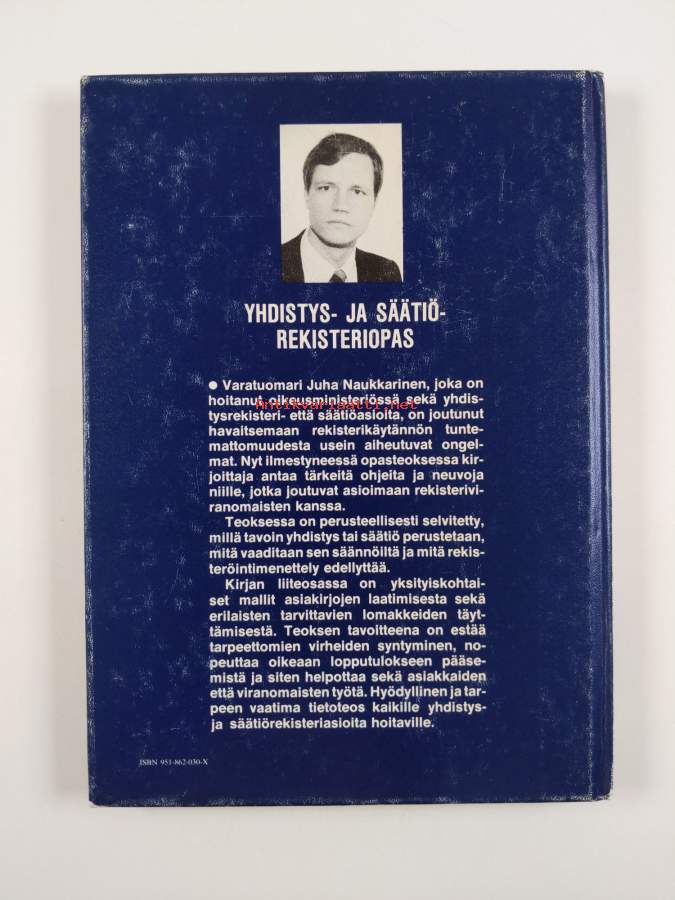 YHDISTYS- JA SÄÄTIÖ-
REKISTERIOPAS
● Varatuomari Juha Naukkarinen, joka on
hoitanut oikeusministeriössä sekä yhdis-
Antikvariaatti.net
tysrekisteri- että säätiöasioita, on joutunut
havaitsemaan rekisterikäytännön tunte-
mattomuudesta usein aiheutuvat ongel-
mat. Nyt ilmestyneessä opasteoksessa kir-
joittaja antaa tärkeitä ohjeita ja neuvoja
niille, jotka joutuvat asioimaan rekisterivi-
ranomaisten kanssa.
Teoksessa on perusteellisesti selvitetty,
millä tavoin yhdistys tai säätiö perustetaan,
mitä vaaditaan sen säännöiltä ja mitä rekis-
teröintimenettely edellyttää.
Kirjan liiteosassa on yksityiskohtai-
set mallit asiakirjojen laatimisesta sekä
erilaisten tarvittavien lomakkeiden täyt-
tämisestä. Teoksen tavoitteena on estää
tarpeettomien virheiden syntyminen, no-
peuttaa oikeaan lopputulokseen pääse-
mistä ja siten helpottaa sekä asiakkaiden
että viranomaisten työtä. Hyödyllinen ja tar-
peen vaatima tietoteos kaikille yhdistys-
ja säätiörekisteriasioita hoitaville.
ISBN 951-862-030-X